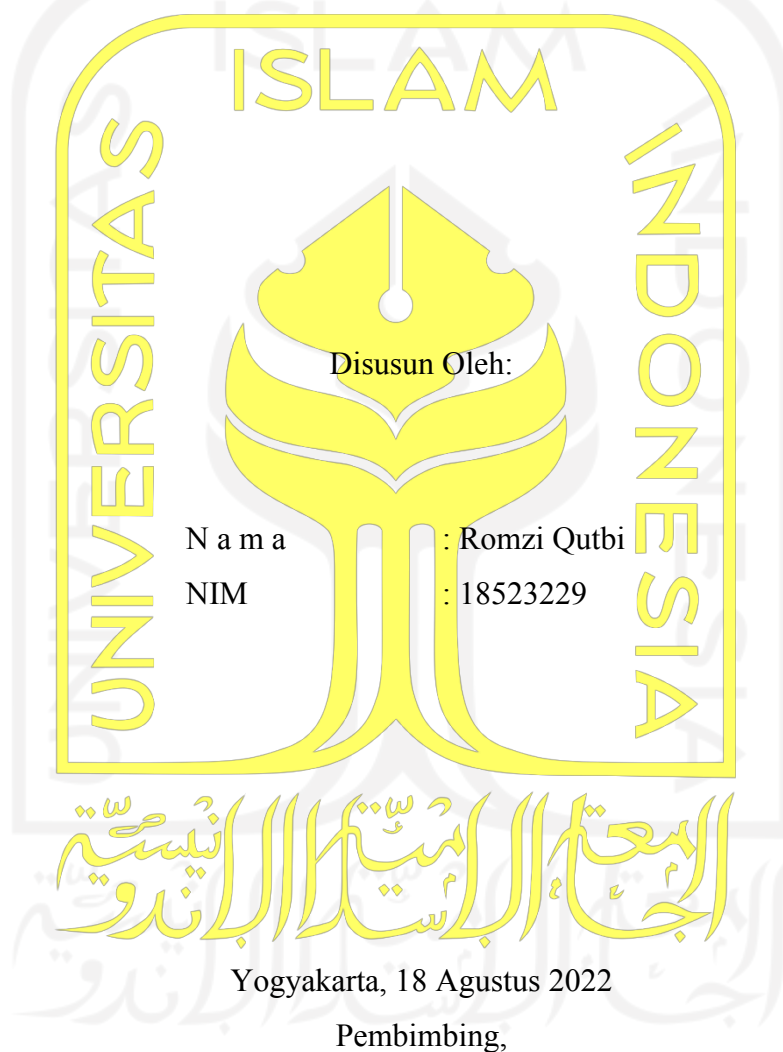 ISLAM
UNIVERSITAS
INDONESIA
Disusun Oleh:
N a m a : Romzi Qutbi
NIM : 18523229
الجامعة الإسلامية الإندونيسية
Yogyakarta, 18 Agustus 2022
Pembimbing,